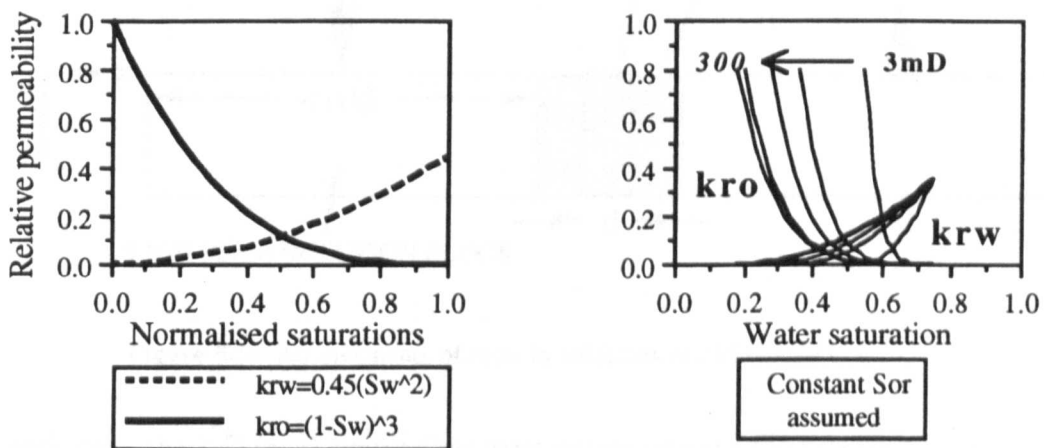 Relative permeability
1.0
0.8
0.6
0.4
0.2
0.0
0.0 0.2 0.4 0.6 0.8 1.0
Normalised saturations
krw=0.45(Sw^2)
kro=(1-Sw)^3
1.0
0.8
0.6
0.4
0.2
0.0
300 3mD
kro
krw
0.0 0.2 0.4 0.6 0.8 1.0
Water saturation
Constant Sor
assumed